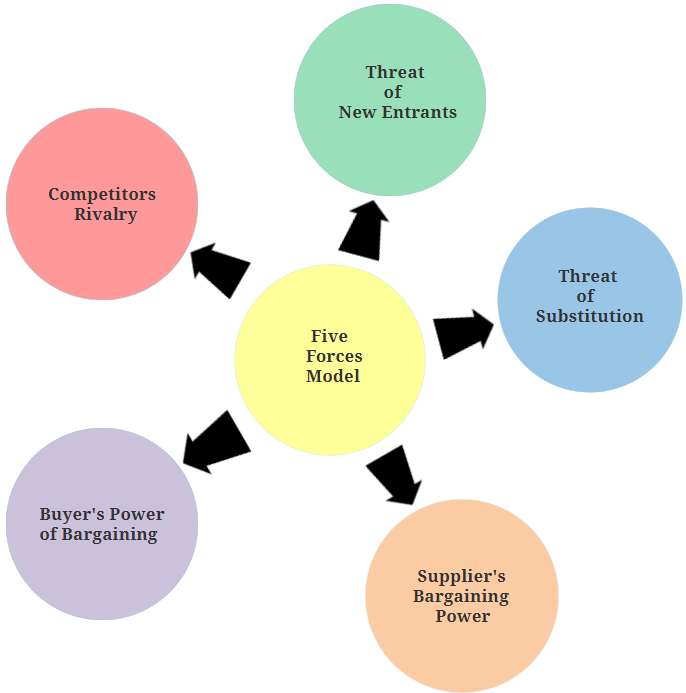 Threat
of
New Entrants
Competitors
Rivalry
Threat
of
Substitution
Five
Forces
Model
Buyer's Power
of Bargaining
Supplier's
Bargaining
Power